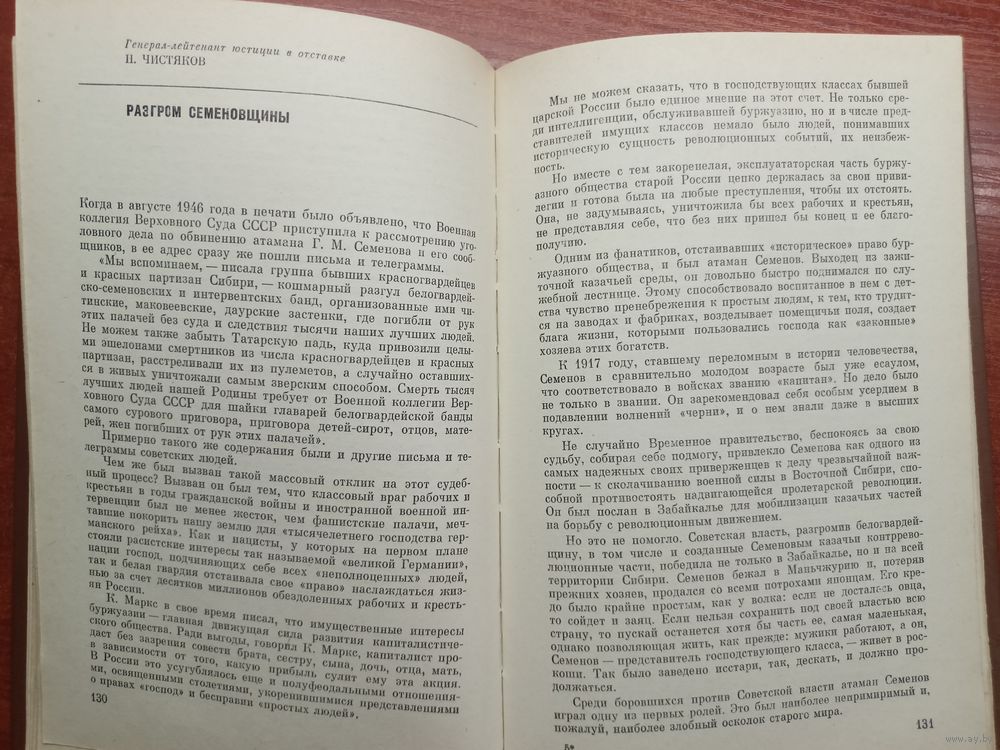 Генерал-лейтенант юстиции в отставке
Н. ЧИСТЯКОВ
РАЗГРОМ СЕМЕНОВЩИНЫ
Когда в августе 1946 года в печати было объявлено, что Военная
коллегия Верховного Суда СССР приступила к рассмотрению уго-
ловного дела по обвинению атамана Г. М. Семенова и его сооб-
щников, в ее адрес сразу же пошли письма и телеграммы.
«Мы вспоминаем, — писала группа бывших красногвардейцев
и красных партизан Сибири, — кошмарный разгул белогвардей-
ско-семеновских и интервентских банд, организованные ими чи-
тинские, маковеевские, даурские застенки, где погибли от рук
этих палачей без суда и следствия тысячи наших лучших людей.
Не можем также забыть Татарскую падь, куда привозили целы-
ми эшелонами смертников из числа красногвардейцев и красных
партизан, расстреливали их из пулеметов, а случайно оставших-
ся в живых уничтожали самым зверским способом. Смерть тысяч
лучших людей нашей Родины требует от Военной коллегии Вер-
ховного Суда СССР для шайки главарей белогвардейской банды
самого сурового приговора, приговора детей-сирот, отцов, мате-
рей, жен погибших от рук этих палачей».
Примерно такого же содержания были и другие письма и те-
леграммы советских людей.
Чем же был вызван такой массовый отклик на этот судеб-
ный процесс? Вызван он был тем, что классовый враг рабочих и
крестьян в годы гражданской войны и иностранной военной ин-
тервенции был не менее жесток, чем фашистские палачи, меч-
тавшие покорить нашу землю для «тысячелетнего господства гер-
манского рейха». Как и нацисты, у которых на первом плане
стояли расистские интересы так называемой «великой Германии»,
нации господ, подчиняющих себе всех «неполноценных» людей,
так и белая гвардия отстаивала свое «право» наслаждаться жиз-
нью за счет десятков миллионов обездоленных рабочих и кресть-
ян России.
К. Маркс в свое время писал, что имущественные интересы
буржуазии — главная движущая сила развития капиталистиче-
ского общества. Ради выгоды, говорил К. Маркс, капиталист про-
даст без зазрения совести брата, сестру, сына, дочь, отца, мать,
в зависимости от того, какую прибыль сулит ему эта акция.
В России это усугублялось еще и полуфеодальными отношения-
ми, освященными столетиями, укоренившимися представлениями
о правах «господ» и бесправии «простых людей».
130
Мы не можем сказать, что в господствующих классах бывшей
царской России было единое мнение на этот счет. Не только сре-
ди интеллигенции, обслуживавшей буржуазию, но и в числе пред-
ставителей имущих классов немало было людей, понимавших
историческую сущность революционных событий, их неизбеж-
ность.
Но вместе с тем закоренелая, эксплуататорская часть буржу-
азного общества старой России цепко держалась за свои приви-
легии и готова была на любые преступления, чтобы их отстоять.
Она, не задумываясь, уничтожила бы всех рабочих и крестьян,
не представляя себе, что без них пришел бы конец и ее благо-
получию.
Одним из фанатиков, отстаивавших «историческое» право бур-
жуазного общества, и был атаман Семенов. Выходец из зажи-
точной казачьей среды, он довольно быстро поднимался по слу-
жебной лестнице. Этому способствовало воспитанное в нем с дет-
ства чувство пренебрежения к простым людям, к тем, кто трудит-
ся на заводах и фабриках, возделывает помещичьи поля, создает
блага жизни, которыми пользовались господа как «законные»
хозяева этих богатств.
К 1917 году, ставшему переломным в истории человечества,
Семенов в сравнительно молодом возрасте был уже есаулом,
что соответствовало в войсках званию «капитан». Но дело было
не только в звании. Он зарекомендовал себя особым усердием в
подавлении волнений «черни», и о нем знали даже в высших
кругах.
Не случайно Временное правительство, беспокоясь за свою
судьбу, собирая себе подмогу, привлекло Семенова как одного из
самых надежных своих приверженцев к делу чрезвычайной важ-
ности — к сколачиванию военной силы в Восточной Сибири, спо-
собной противостоять надвигающейся пролетарской революции.
Он был послан в Забайкалье для мобилизации казачьих частей
на борьбу с революционным движением.
Но это не помогло. Советская власть, разгромив белогвардей-
щину, в том числе и созданные Семеновым казачьи контррево-
люционные части, победила не только в Забайкалье, но и на всей
территории Сибири. Семенов бежал в Маньчжурию и, потеряв
прежних хозяев, продался со всеми потрохами японцам. Его кре-
до было крайне простым, как у волка: если не досталась овца,
то сойдет и заяц. Если нельзя сохранить под своей властью всю
страну, то пускай останется хотя бы часть ее, самая маленькая,
однако позволяющая жить, как прежде: мужики работают, а он,
Семенов — представитель господствующего класса, — живет в рос-
коши. Так было заведено исстари, так, дескать, и должно про-
должаться.
Среди боровшихся против Советской власти атаман Семенов
играл одну из первых ролей. Это был наиболее непримиримый и,
пожалуй, наиболее злобный осколок старого мира.
5*
131
www.ay.by